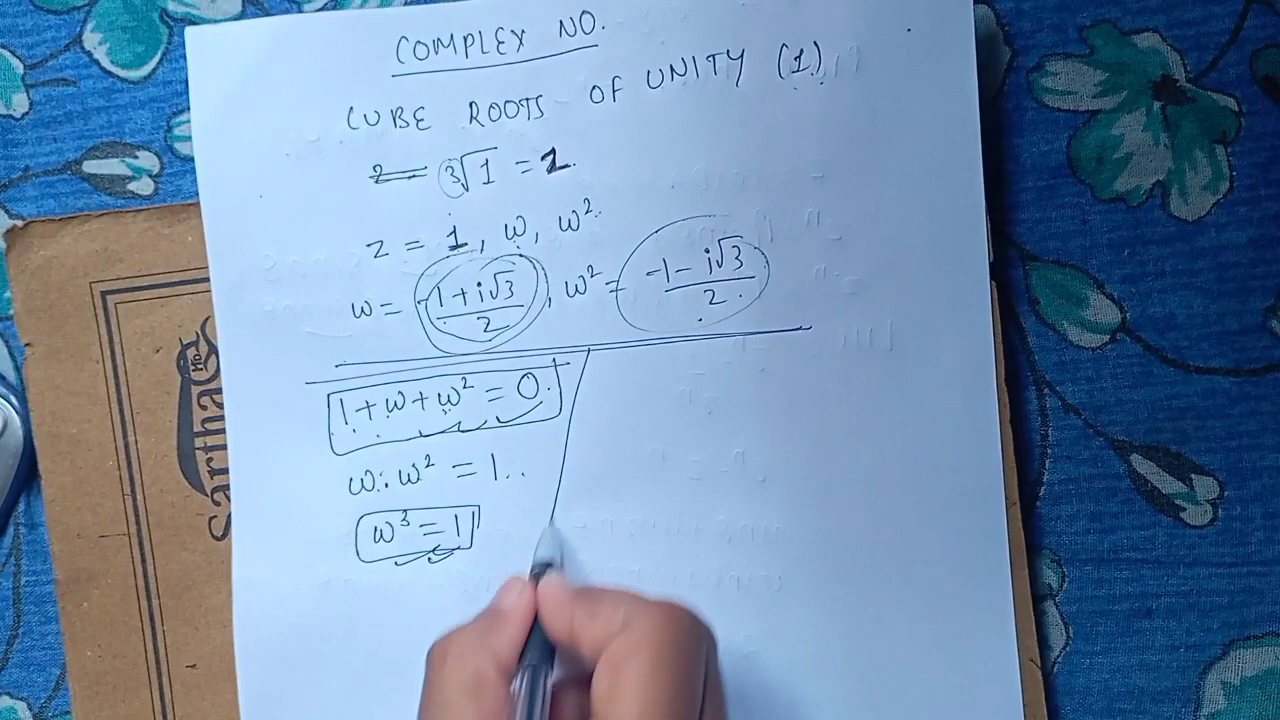 COMPLEX NO.
CUBE ROOTS OF UNITY (1)
∛1 = 1.
z = 1, ω, ω².
ω = (-1+i√3)/2, ω² = (-1-i√3)/2.
1 + ω + ω² = 0.
ω . ω² = 1..
ω³ = 1
Sartha